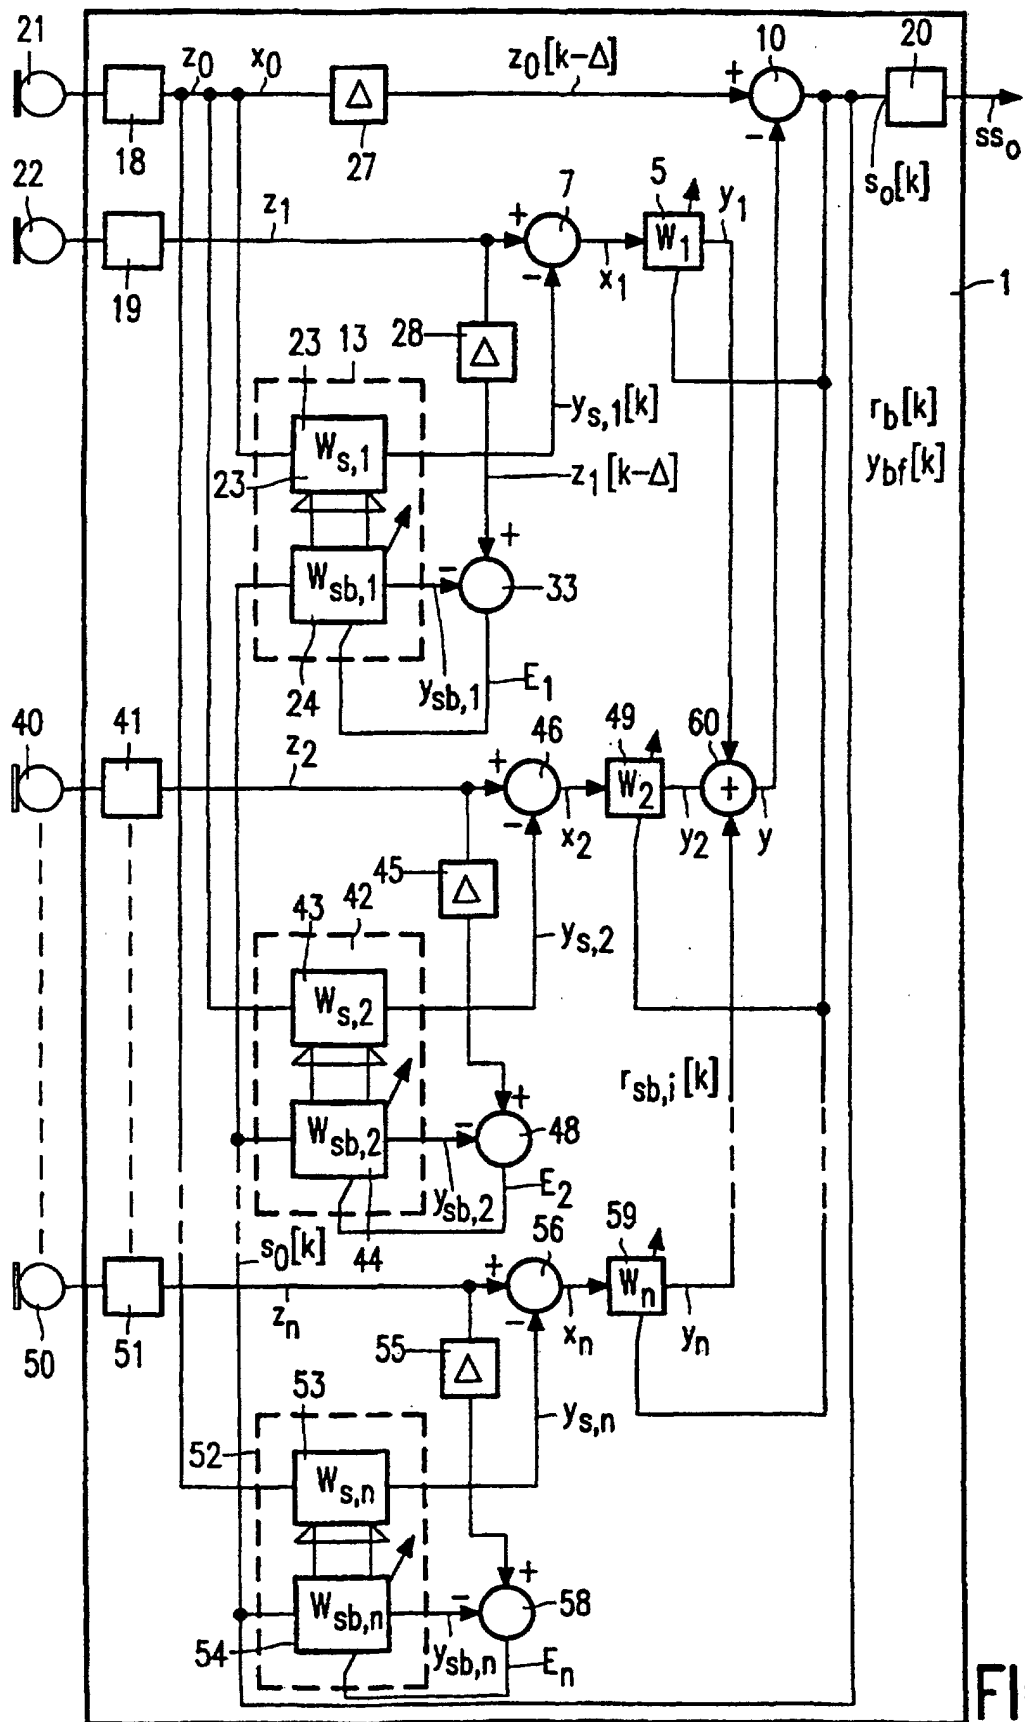 21
z0
x0
z0[k-Δ]
10
20
+
Δ
-
18
27
s0[k]
ss0
22
z1
7
5
y1
+
W1
-
x1
19
1
28
Δ
23
13
ys,1[k]
rb[k]
Ws,1
z1[k-Δ]
ybf[k]
23
+
Wsb,1
-
33
24
ysb,1
E1
40
41
z2
46
49
60
+
W2
+
-
x2
y2
y
45
Δ
43
42
ys,2
Ws,2
rsb,i[k]
+
Wsb,2
-
48
ysb,2
E2
s0[k]
44
56
59
+
Wn
zn
-
xn
yn
50
51
55
Δ
53
52
ys,n
Ws,n
+
Wsb,n
-
58
54
ysb,n
En
FI